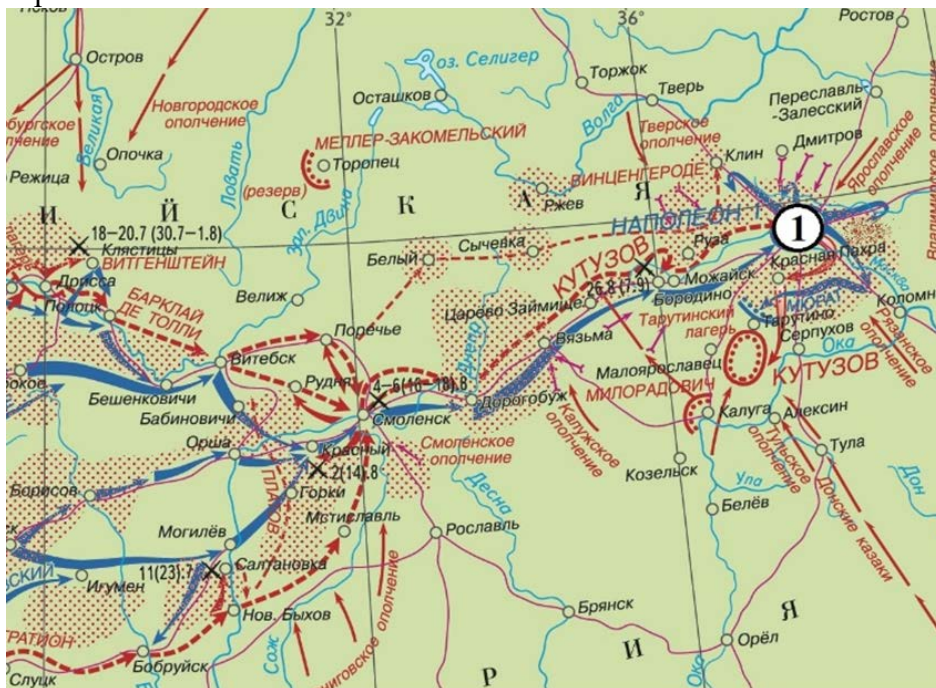 32°
36°
Остров
оз. Селигер
Осташков
Торжок
Тверь
Ростов
Переславль
-Залесский
Великая
Новгородское
ополчение
Волга
Тверское
ополчение
Дмитров
Ярославское
ополчение
Опочка
МЕЛЛЕР-ЗАКОМЕЛЬСКИЙ
(резерв)
Торопец
Клин
Режица
Ловать
ВИНЦЕНГЕРОДЕ
Ржев
И Й С К А Я
Зап. Двина
НАПОЛЕОН I
1
18–20.7 (30.7–1.8)
Клястицы
ВИТГЕНШТЕЙН
Белый
Сычевка
КУТУЗОВ
Руза
Красная Пахра
Москва
Дрисса
Полоцк
БАРКЛАЙ
ДЕ ТОЛЛИ
Велиж
26.8(7.9)
Можайск
Бородино
МЮРАТ
Царёво Займище
Тарутинский
лагерь
Тарутино
Серпухов
Ока
Рязанское
ополчение
Поречье
Днепр
Вязьма
Витебск
Рудня
4–6(16–18).8
Малоярославец
КУТУЗОВ
МИЛОРАДОВИЧ
Бешенковичи
Бабиновичи
Смоленск
Дорогобуж
Калужское
ополчение
Калуга
Алексин
Тульское
ополчение
Тула
Орша
Красный
2(14).8
Смоленское
ополчение
Козельск
Донские казаки
Дон
Борисов
ПЛАТОВ
Горки
Десна
Упа
Белёв
Могилёв
Мстиславль
Рославль
11(23).7
Салтановка
Игумен
Нов. Быхов
Брянск
Сож
Р И Я
Орёл
Ока
Бобруйск
Слуцк